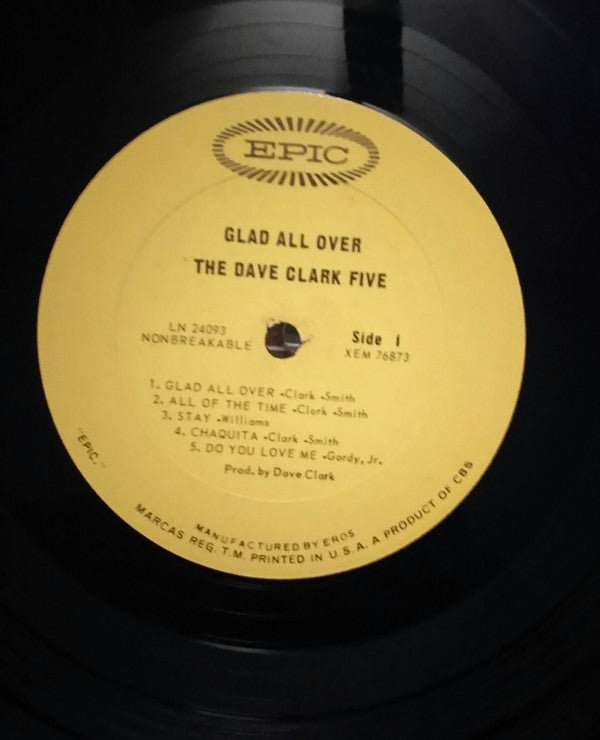 EPIC
GLAD ALL OVER
THE DAVE CLARK FIVE
LN 24093
NONBREAKABLE
Side 1
XEM 76873
1. GLAD ALL OVER -Clark -Smith
2. ALL OF THE TIME -Clark -Smith
3. STAY -Williams
4. CHAQUITA -Clark -Smith
5. DO YOU LOVE ME -Gordy, Jr.
Prod. by Dave Clark
MANUFACTURED BY EROS
"EPIC," MARCAS REG. T.M. PRINTED IN U.S.A. A PRODUCT OF CBS